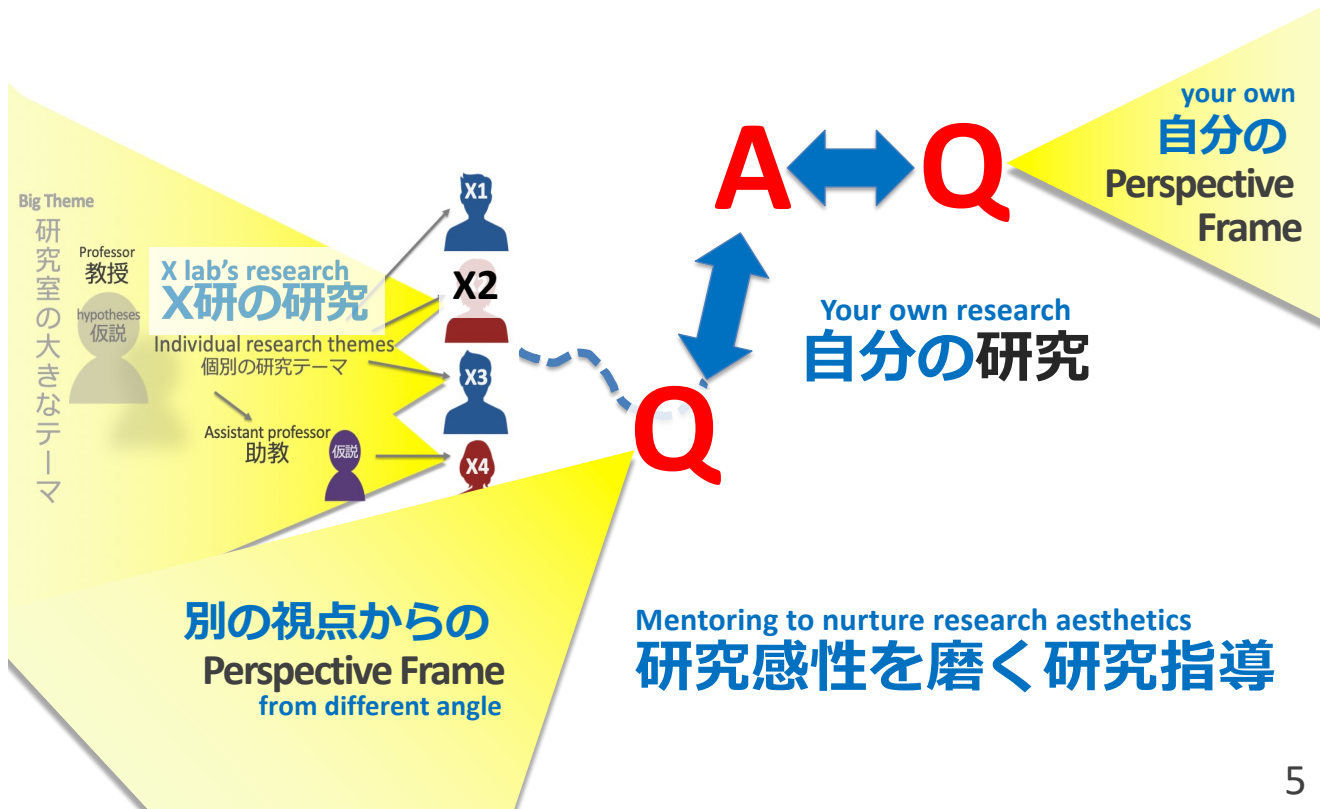 Big Theme
研究室の大きなテーマ
Professor
教授
hypotheses
仮説
X lab's research
X研の研究
Individual research themes
個別の研究テーマ
Assistant professor
助教
仮説
X1
X2
X3
X4
A
Q
your own
自分の
Perspective
Frame
Your own research
自分の研究
Q
別の視点からの
Perspective Frame
from different angle
Mentoring to nurture research aesthetics
研究感性を磨く研究指導
5